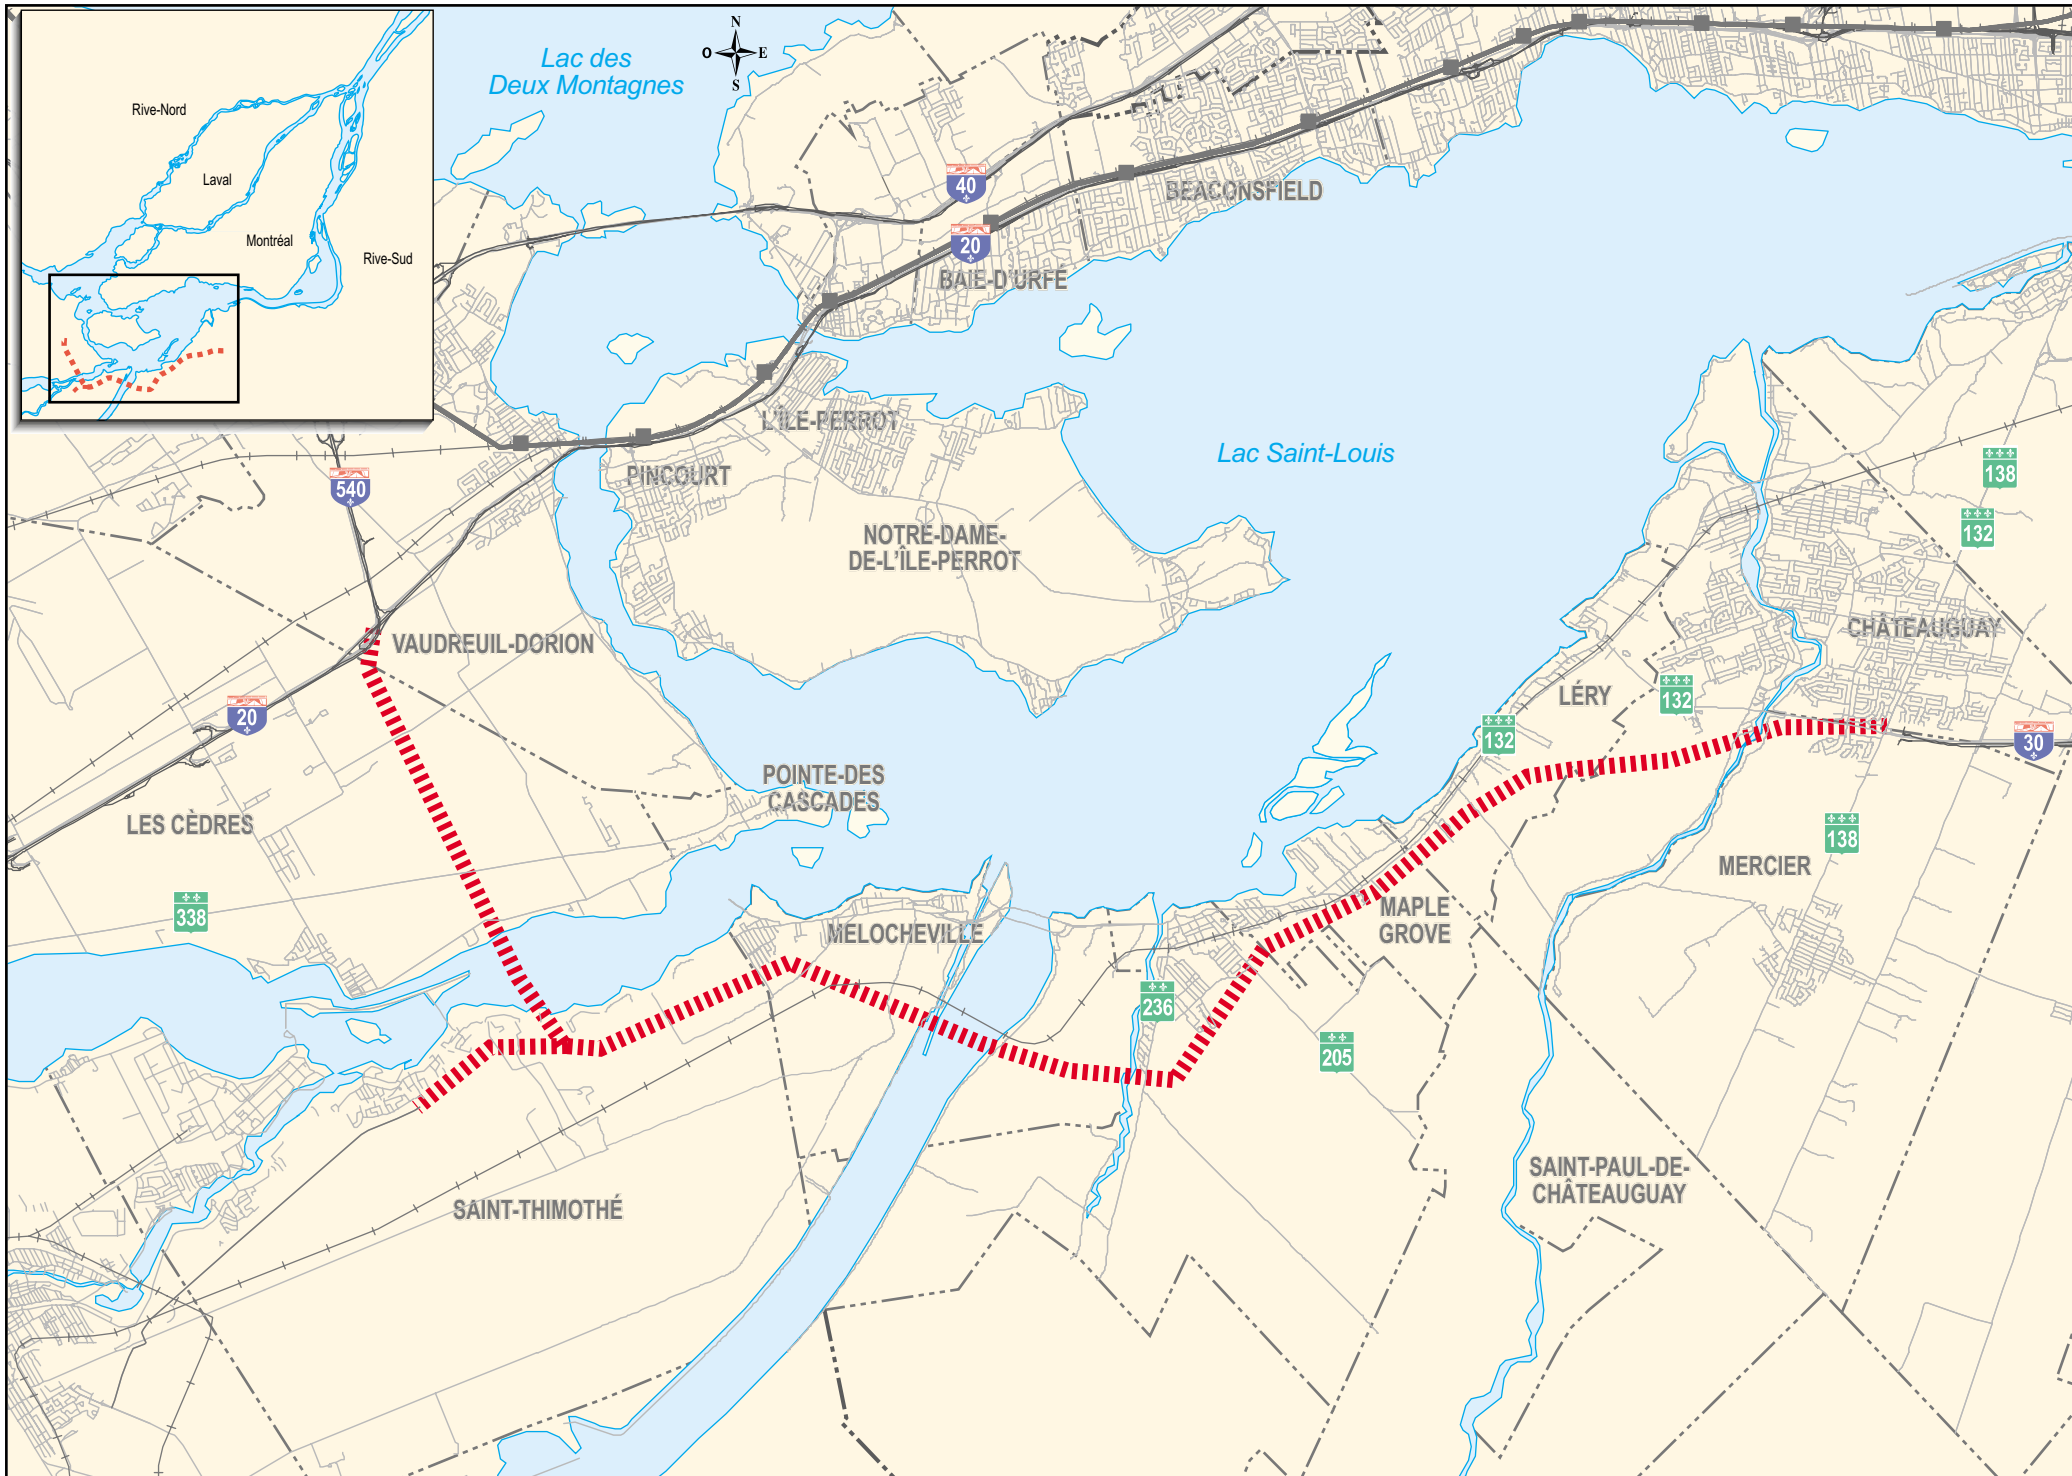 Rive-Nord
Laval
Montréal
Rive-Sud
Lac des
Deux Montagnes
N
O
E
S
40
20
BEACONSFIELD
BAIE-D'URFÉ
L'ÎLE-PERROT
PINCOURT
540
Lac Saint-Louis
138
132
NOTRE-DAME-
DE-L'ÎLE-PERROT
CHÂTEAUGUAY
VAUDREUIL-DORION
LÉRY
132
20
132
30
POINTE-DES
CASCADES
LES CÈDRES
138
MERCIER
338
MELOCHEVILLE
MAPLE
GROVE
236
205
SAINT-PAUL-DE-
CHÂTEAUGUAY
SAINT-THIMOTHÉ